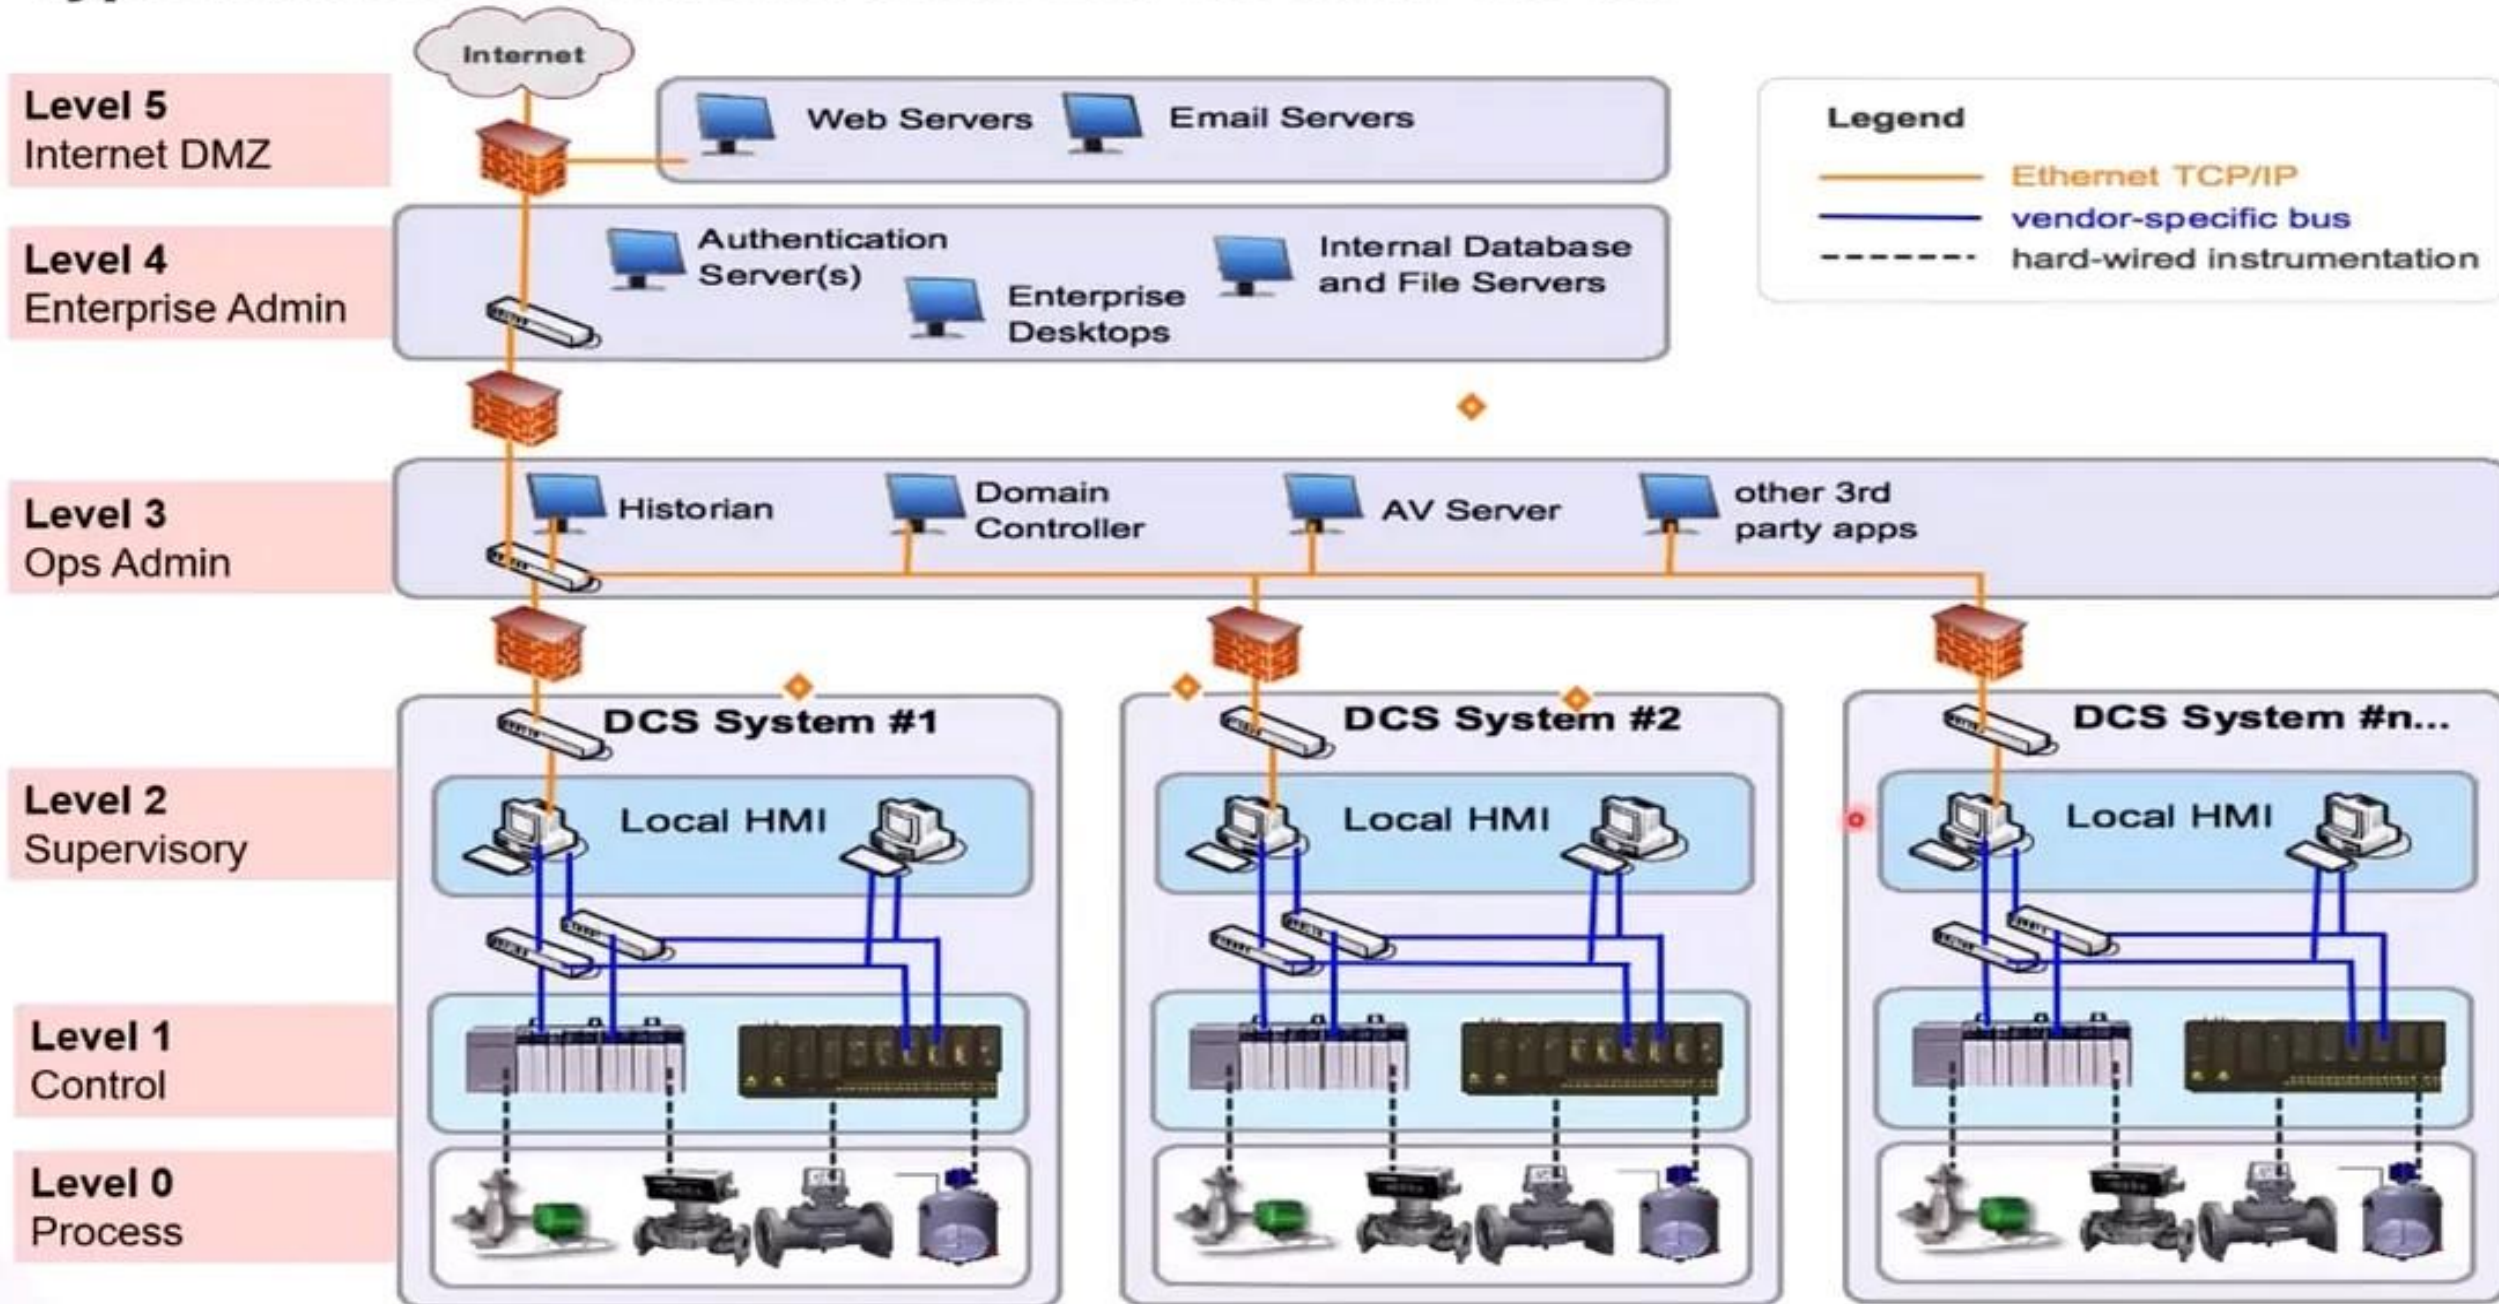 Internet
Level 5
Internet DMZ
Web Servers
Email Servers
Legend
Ethernet TCP/IP
vendor-specific bus
hard-wired instrumentation
Level 4
Enterprise Admin
Authentication
Server(s)
Enterprise
Desktops
Internal Database
and File Servers
Level 3
Ops Admin
Historian
Domain
Controller
AV Server
other 3rd
party apps
DCS System #1
DCS System #2
DCS System #n...
Level 2
Supervisory
Local HMI
Local HMI
Local HMI
Level 1
Control
Level 0
Process